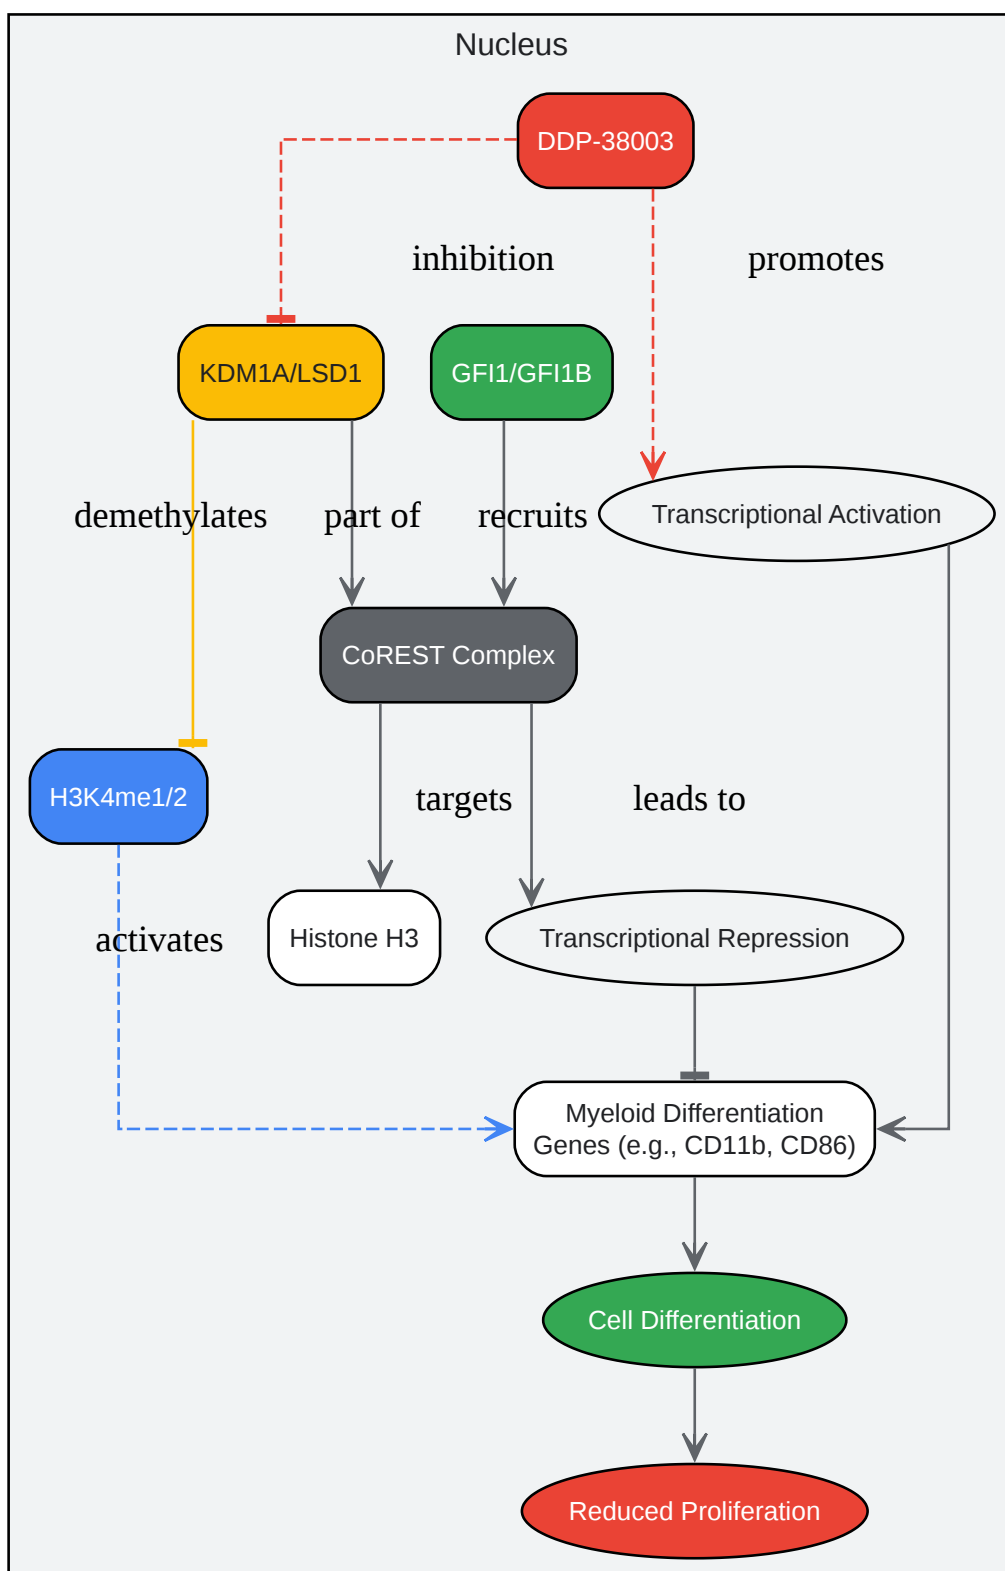 Nucleus
DDP-38003
inhibition
promotes
KDM1A/LSD1
GFI1/GFI1B
demethylates
part of
recruits
Transcriptional Activation
CoREST Complex
H3K4me1/2
targets
leads to
activates
Histone H3
Transcriptional Repression
Myeloid Differentiation
Genes (e.g., CD11b, CD86)
Cell Differentiation
Reduced Proliferation